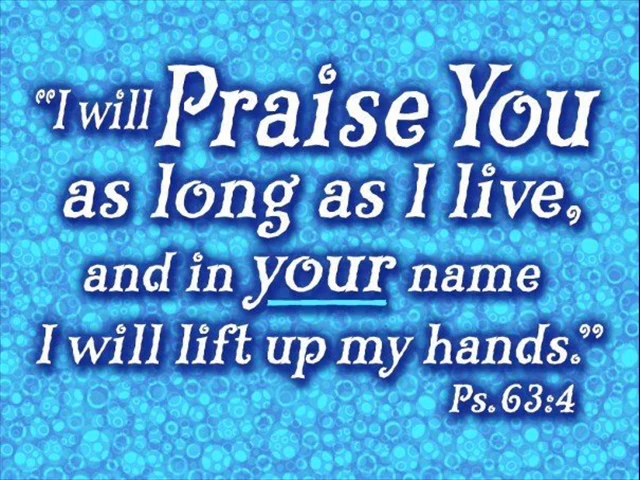 “I will Praise You
as long as I live,
and in your name
I will lift up my hands.”
Ps. 63:4